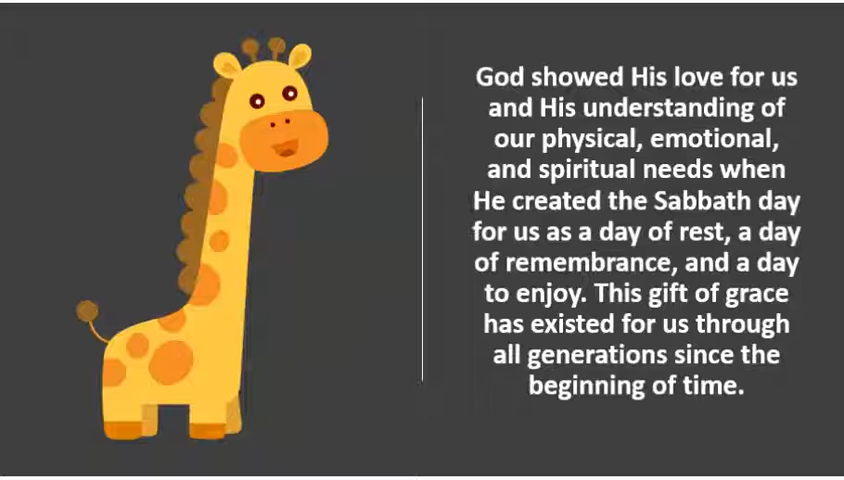 God showed His love for us
and His understanding of
our physical, emotional,
and spiritual needs when
He created the Sabbath day
for us as a day of rest, a day
of remembrance, and a day
to enjoy. This gift of grace
has existed for us through
all generations since the
beginning of time.